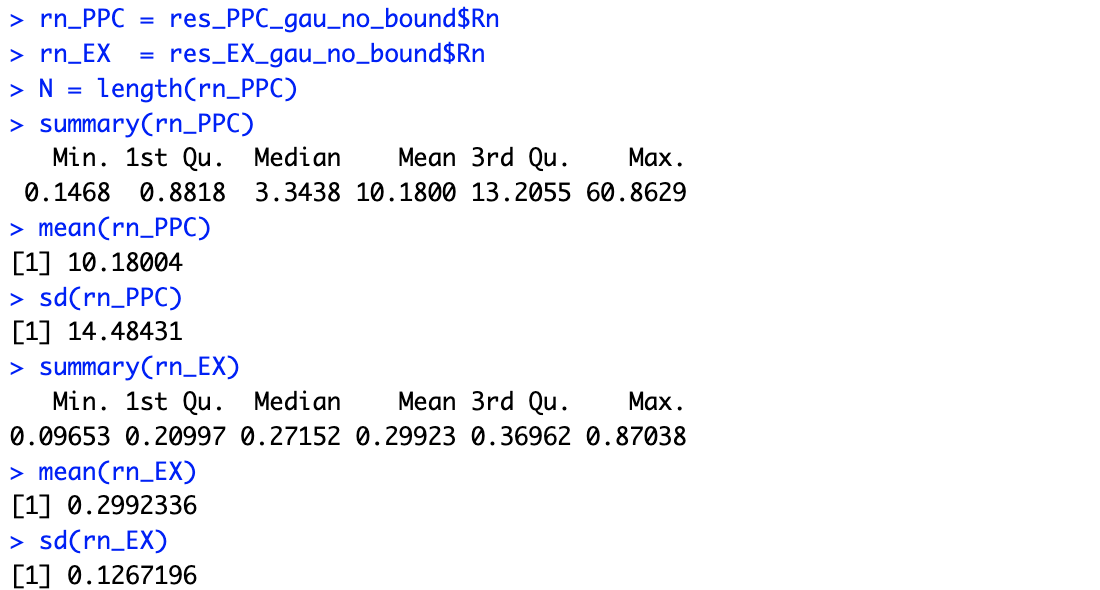 > rn_PPC = res_PPC_gau_no_bound$Rn
> rn_EX  = res_EX_gau_no_bound$Rn
> N = length(rn_PPC)
> summary(rn_PPC)
   Min. 1st Qu.  Median    Mean 3rd Qu.    Max.
 0.1468  0.8818  3.3438 10.1800 13.2055 60.8629
> mean(rn_PPC)
[1] 10.18004
> sd(rn_PPC)
[1] 14.48431
> summary(rn_EX)
   Min. 1st Qu.  Median    Mean 3rd Qu.    Max.
0.09653 0.20997 0.27152 0.29923 0.36962 0.87038
> mean(rn_EX)
[1] 0.2992336
> sd(rn_EX)
[1] 0.1267196